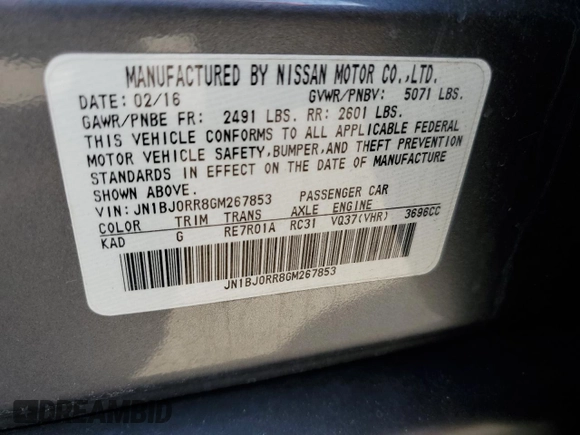 MANUFACTURED BY NISSAN MOTOR CO.,LTD.
DATE: 02/16 GVWR/PNBV: 5071 LBS.
GAWR/PNBE FR: 2491 LBS. RR: 2601 LBS.
THIS VEHICLE CONFORMS TO ALL APPLICABLE FEDERAL
MOTOR VEHICLE SAFETY,BUMPER,AND THEFT PREVENTION
STANDARDS IN EFFECT ON THE DATE OF MANUFACTURE
SHOWN ABOVE.
VIN: JN1BJ0RR8GM267853 PASSENGER CAR
COLOR TRIM TRANS AXLE ENGINE
KAD G RE7R01A RC31 VQ37(VHR) 3696CC
JN1BJ0RR8GM267853
DREAMBID